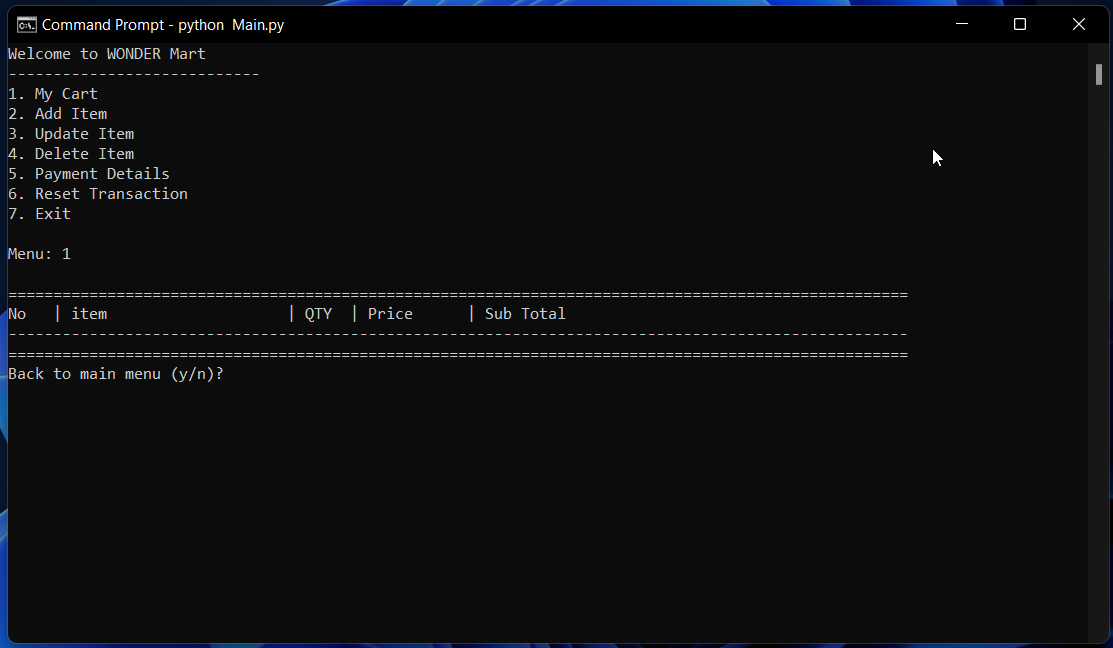 Command Prompt - python  Main.py
Welcome to WONDER Mart
----------------------------
1. My Cart
2. Add Item
3. Update Item
4. Delete Item
5. Payment Details
6. Reset Transaction
7. Exit
Menu: 1
====================================================================================================
No   | item                    | QTY  | Price      | Sub Total
----------------------------------------------------------------------------------------------------
====================================================================================================
Back to main menu (y/n)?